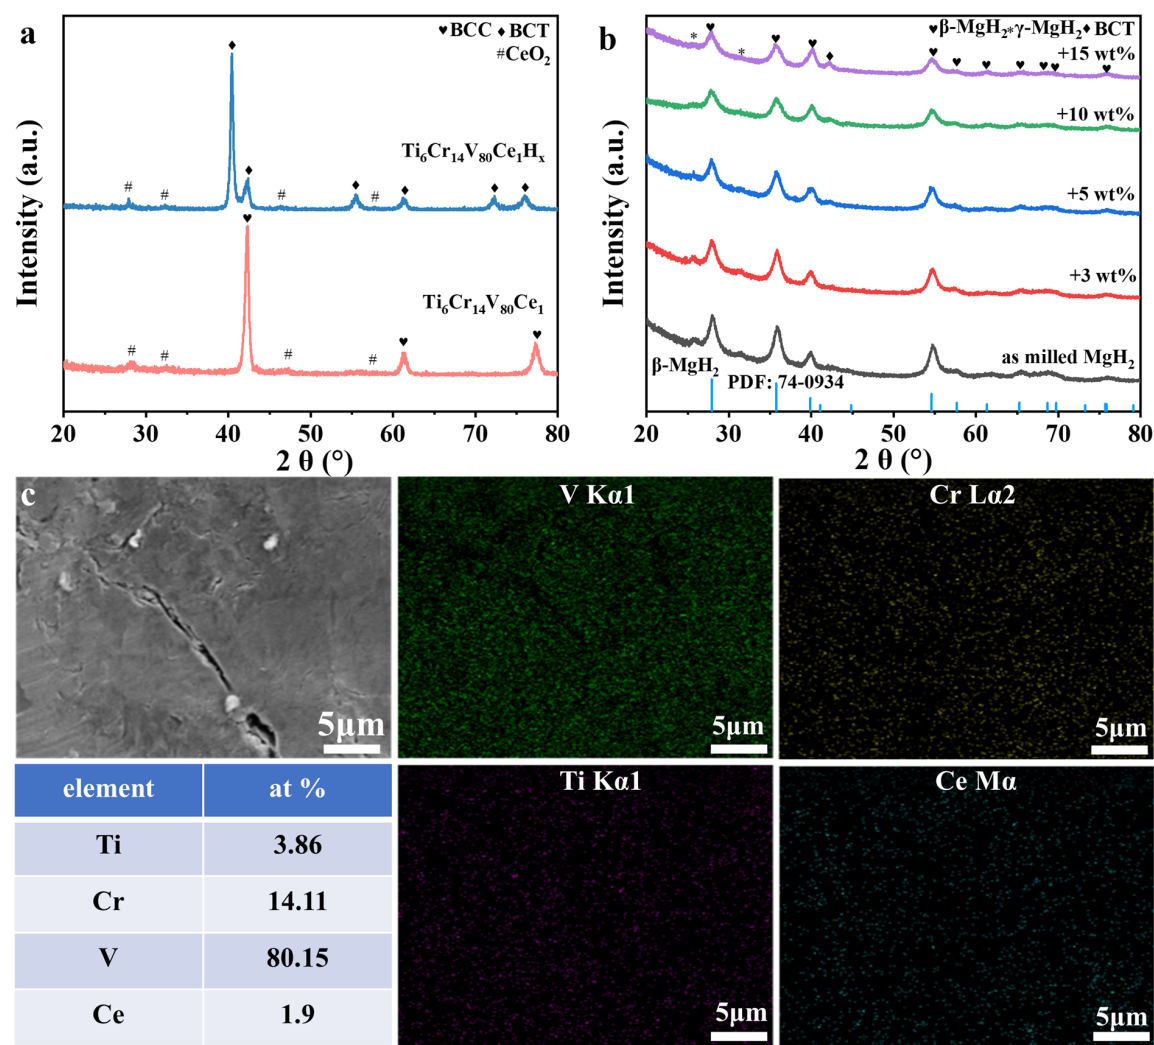 a
♥BCC ♦BCT
#CeO₂
Ti₆Cr₁₄V₈₀Ce₁Hₓ
# # # #
Ti₆Cr₁₄V₈₀Ce₁
# # # #
Intensity (a.u.)
20 30 40 50 60 70 80
2 θ (°)
b
♥β-MgH₂*γ-MgH₂♦BCT
* *
+15 wt%
+10 wt%
+5 wt%
+3 wt%
as milled MgH₂
β-MgH₂
PDF: 74-0934
Intensity (a.u.)
20 30 40 50 60 70 80
2 θ (°)
c
5μm
V Kα1
5μm
Cr Lα2
5μm
element at %
Ti 3.86
Cr 14.11
V 80.15
Ce 1.9
Ti Kα1
5μm
Ce Mα
5μm